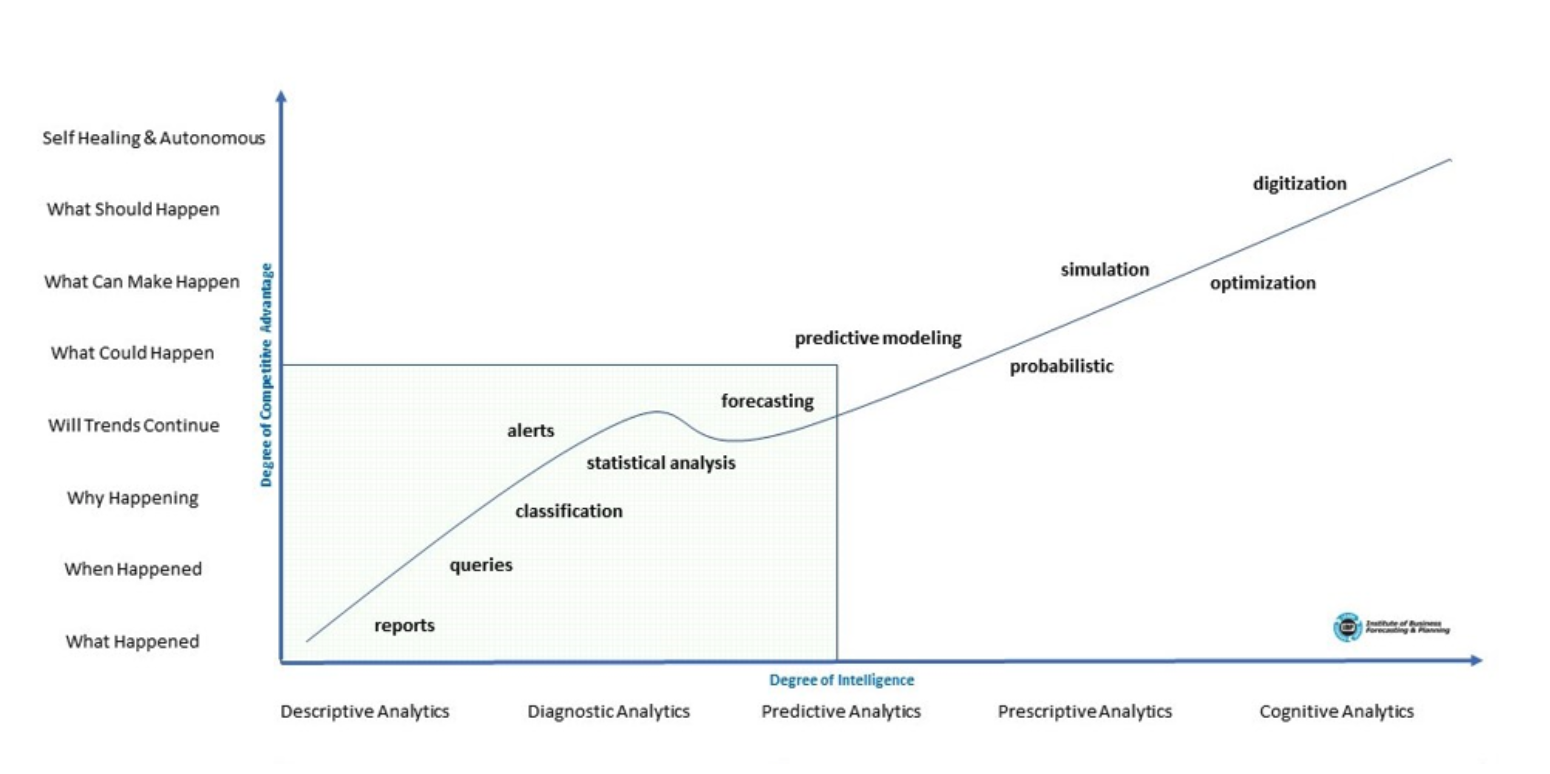 Self Healing & Autonomous
What Should Happen
What Can Make Happen
What Could Happen
Will Trends Continue
Why Happening
When Happened
What Happened
Degree of Competitive Advantage
digitization
simulation
optimization
predictive modeling
probabilistic
forecasting
alerts
statistical analysis
classification
queries
reports
Institute of Business
Forecasting & Planning
Degree of Intelligence
Descriptive Analytics
Diagnostic Analytics
Predictive Analytics
Prescriptive Analytics
Cognitive Analytics